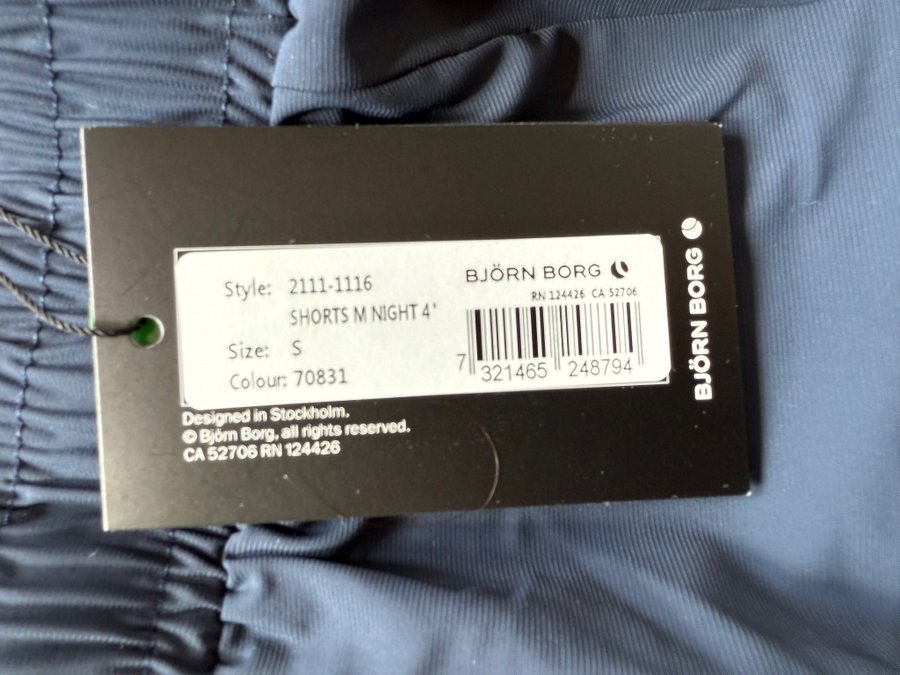 Style: 2111-1116
SHORTS M NIGHT 4"
Size: S
Colour: 70831
BJÖRN BORG
RN 124426 CA 52706
7 321465 248794
Designed in Stockholm.
© Björn Borg, all rights reserved.
CA 52706 RN 124426
BJÖRN BORG